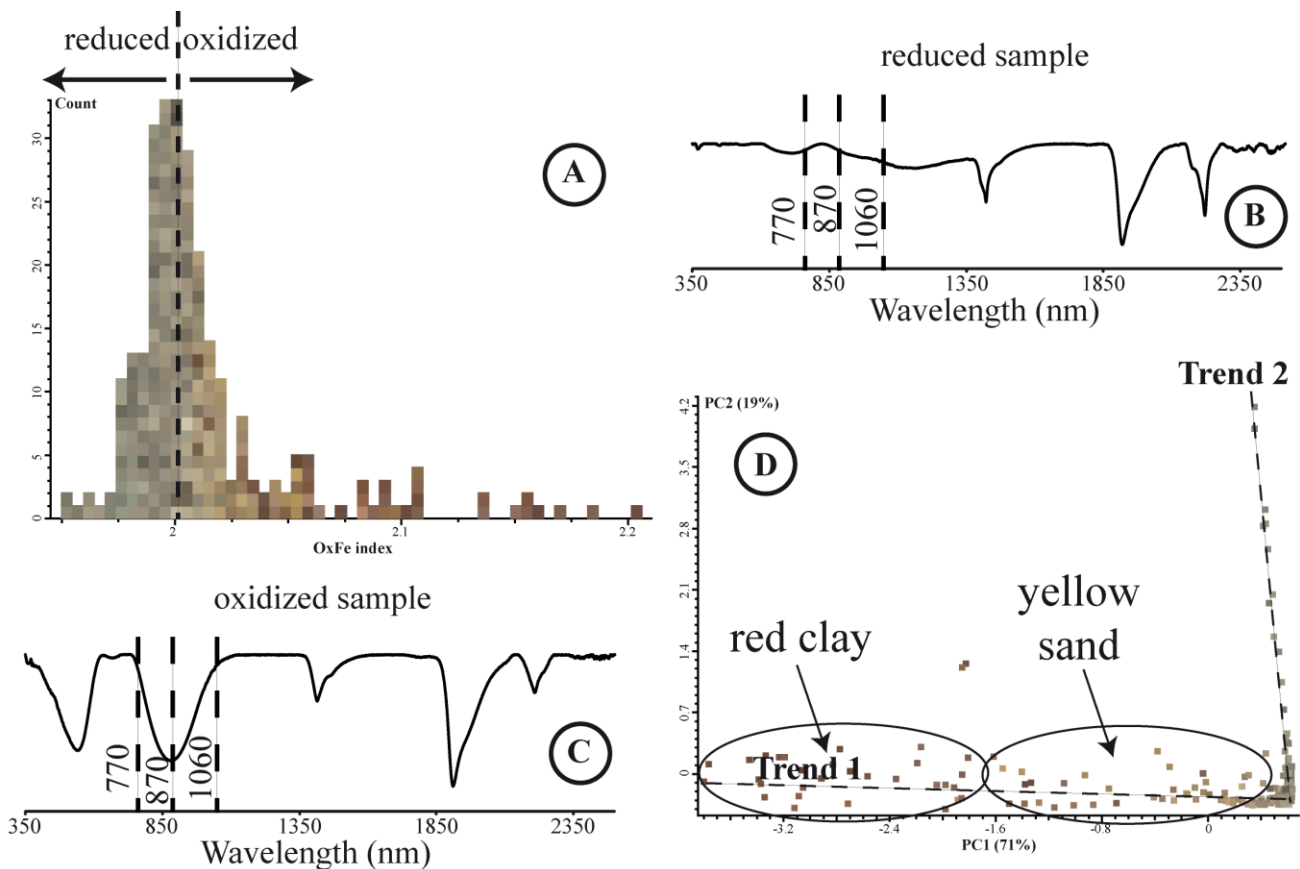 reduced oxidized
Count
30
25
20
15
10
5
0
2
2.1
2.2
OxFe index
A
reduced sample
770
870
1060
B
350
850
1350
1850
2350
Wavelength (nm)
oxidized sample
770
870
1060
C
350
850
1350
1850
2350
Wavelength (nm)
Trend 2
PC2 (19%)
4.2
3.5
2.8
2.1
1.4
0.7
0
D
yellow
sand
red clay
Trend 1
-3.2
-2.4
-1.6
-0.8
0
PC1 (71%)